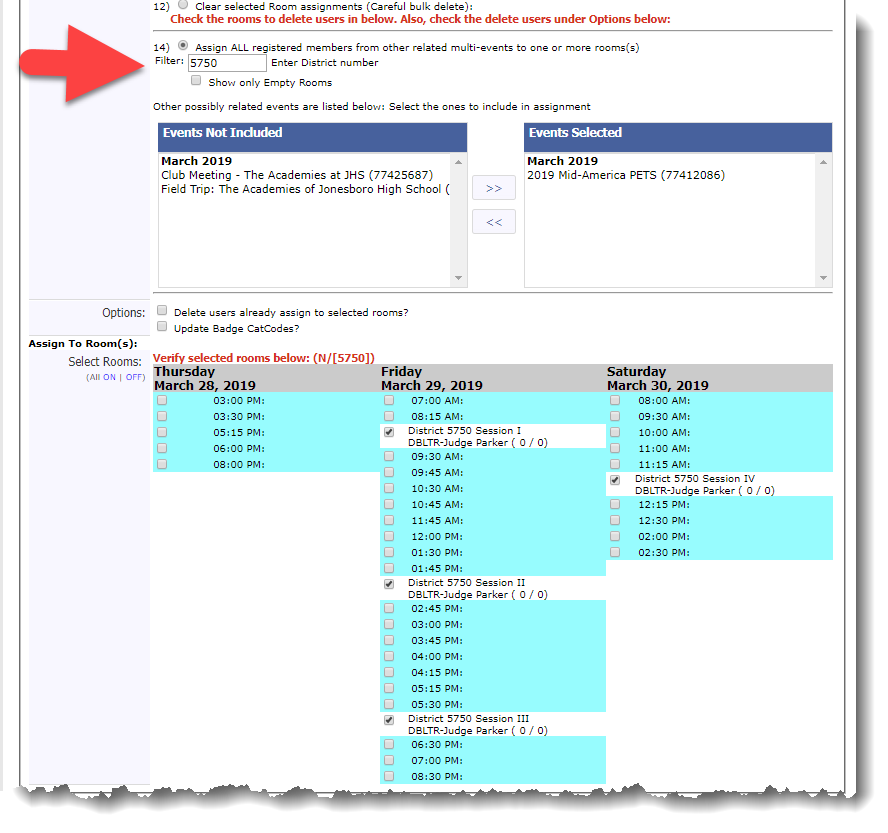 12) Clear selected Room assignments (Careful bulk delete):
Check the rooms to delete users in below. Also, check the delete users under Options below:
14) Assign ALL registered members from other related multi-events to one or more rooms(s)
Filter: 5750 Enter District number
Show only Empty Rooms
Other possibly related events are listed below: Select the ones to include in assignment
Events Not Included
March 2019
Club Meeting - The Academies at JHS (77425687)
Field Trip: The Academies of Jonesboro High School (
>>
<<
Events Selected
March 2019
2019 Mid-America PETS (77412086)
Options:
Delete users already assign to selected rooms?
Update Badge CatCodes?
Assign To Room(s):
Select Rooms:
(All ON | OFF)
Verify selected rooms below: (N/[5750])
Thursday
March 28, 2019
03:00 PM:
03:30 PM:
05:15 PM:
06:00 PM:
08:00 PM:
Friday
March 29, 2019
07:00 AM:
08:15 AM:
District 5750 Session I
DBLTR-Judge Parker ( 0 / 0)
09:30 AM:
09:45 AM:
10:30 AM:
10:45 AM:
11:45 AM:
12:00 PM:
01:30 PM:
01:45 PM:
District 5750 Session II
DBLTR-Judge Parker ( 0 / 0)
02:45 PM:
03:00 PM:
03:45 PM:
04:00 PM:
04:15 PM:
05:15 PM:
05:30 PM:
District 5750 Session III
DBLTR-Judge Parker ( 0 / 0)
06:30 PM:
07:00 PM:
08:30 PM:
Saturday
March 30, 2019
08:00 AM:
09:30 AM:
10:00 AM:
11:00 AM:
11:15 AM:
District 5750 Session IV
DBLTR-Judge Parker ( 0 / 0)
12:15 PM:
12:30 PM:
02:00 PM:
02:30 PM: